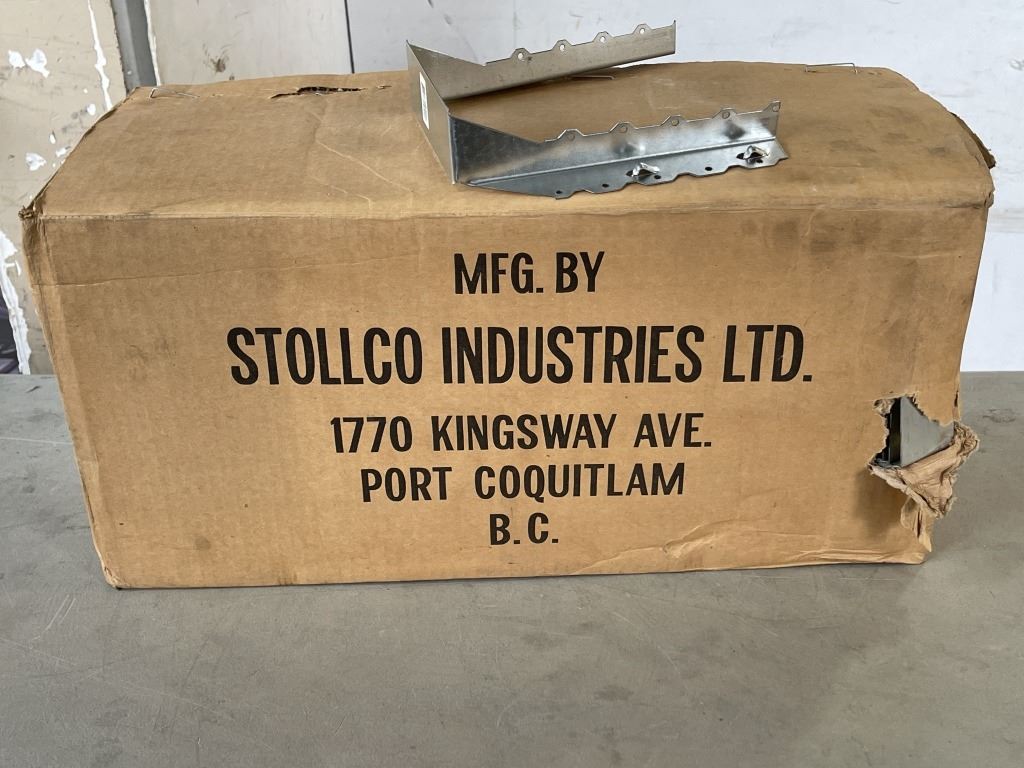 MFG. BY
STOLLCO INDUSTRIES LTD.
1770 KINGSWAY AVE.
PORT COQUITLAM
B.C.